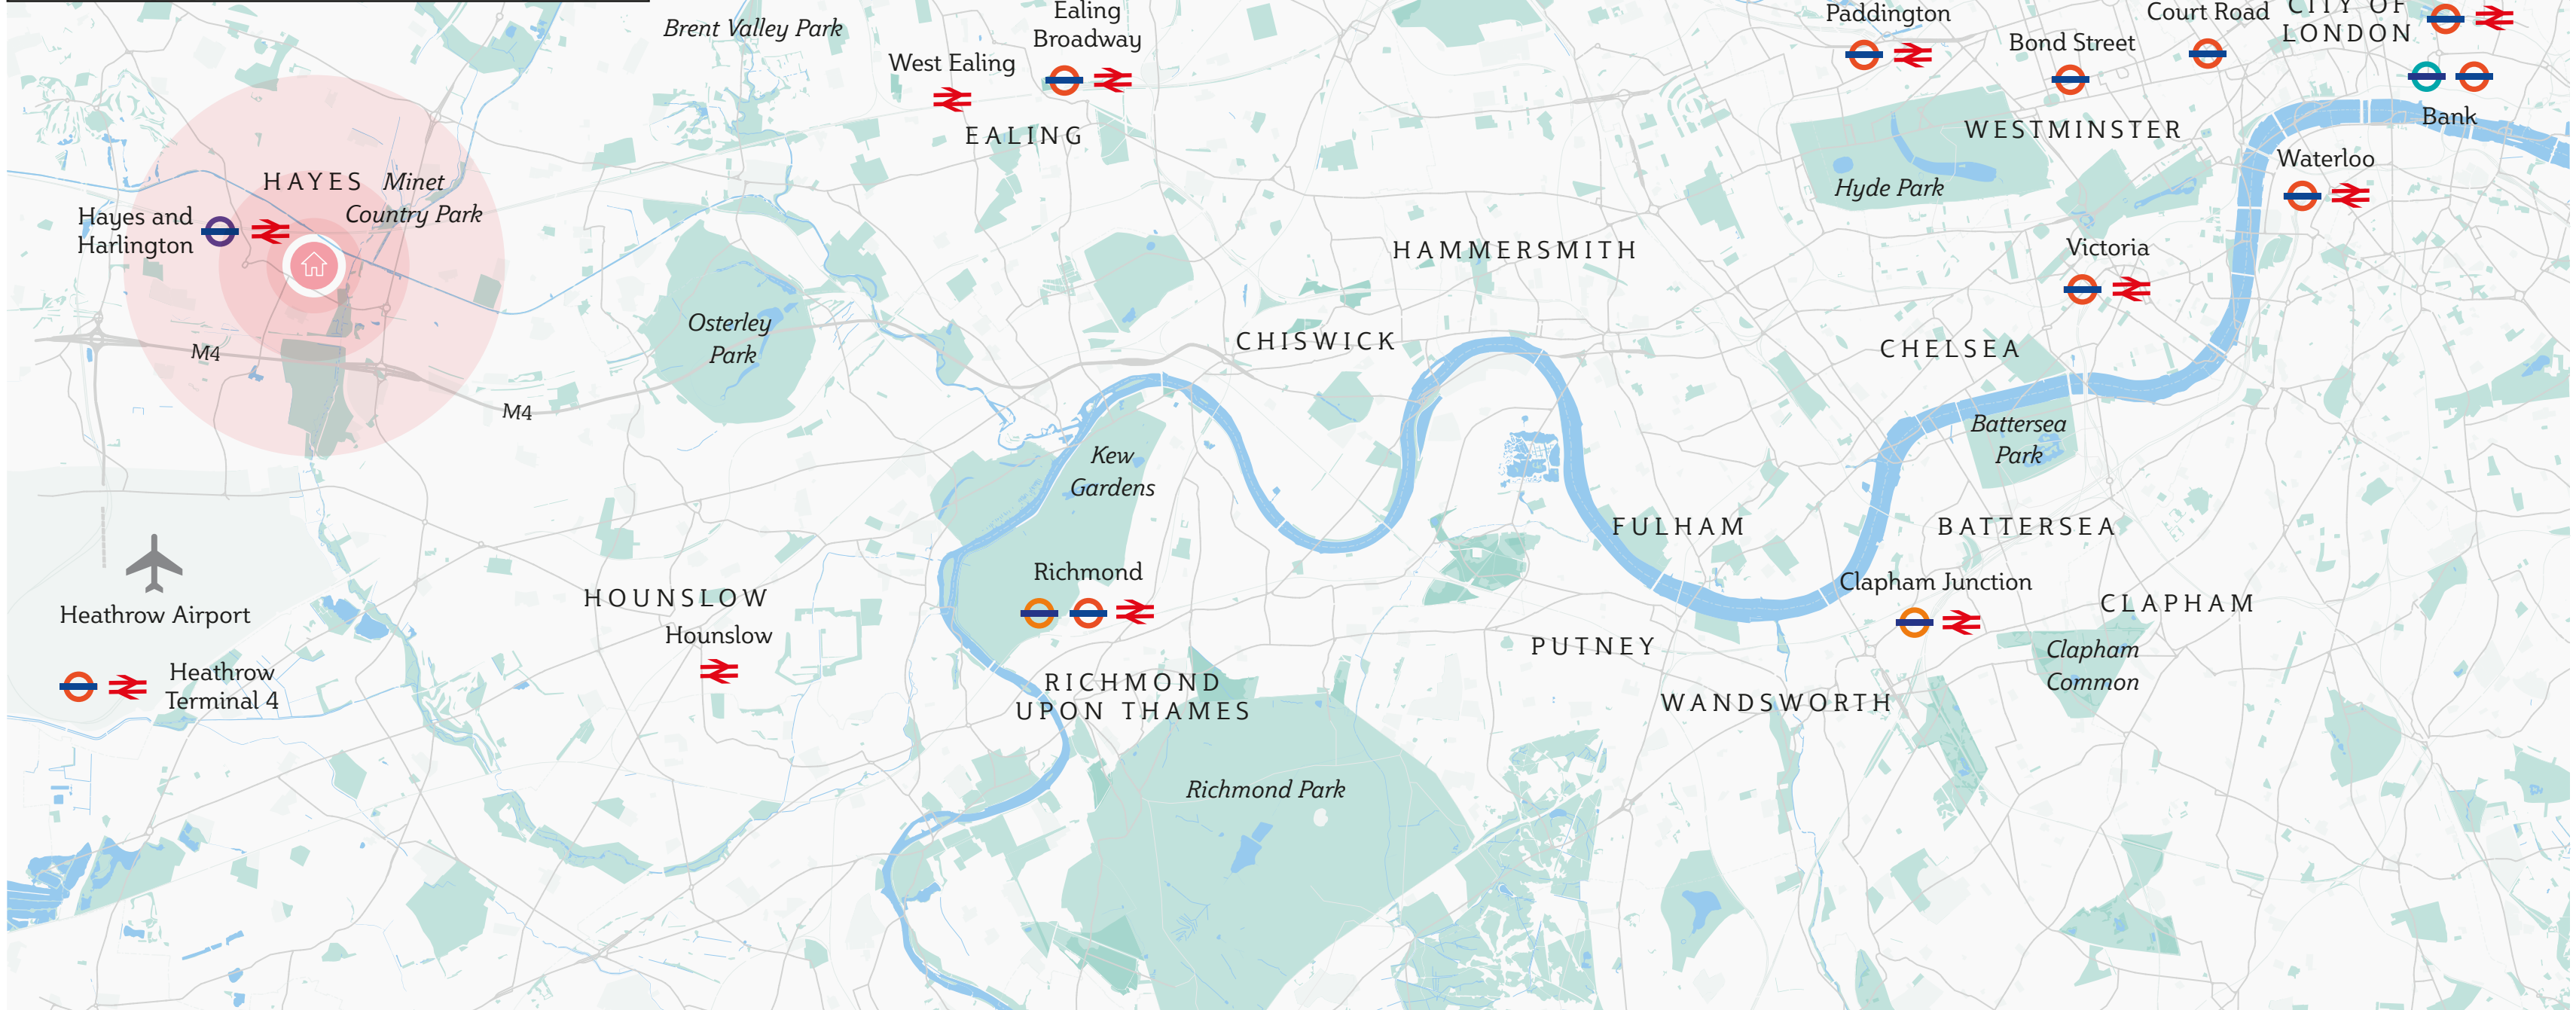 Brent Valley Park
West Ealing
Ealing
Broadway
EALING
Paddington
Bond Street
Court Road
CITY OF
LONDON
Bank
WESTMINSTER
Hyde Park
Waterloo
Victoria
HAYES
Minet
Country Park
Hayes and
Harlington
M4
M4
Osterley
Park
HAMMERSMITH
CHISWICK
CHELSEA
Battersea
Park
Kew
Gardens
FULHAM
BATTERSEA
Richmond
Clapham Junction
CLAPHAM
Clapham
Common
Heathrow Airport
Heathrow
Terminal 4
HOUNSLOW
Hounslow
PUTNEY
RICHMOND
UPON THAMES
WANDSWORTH
Richmond Park